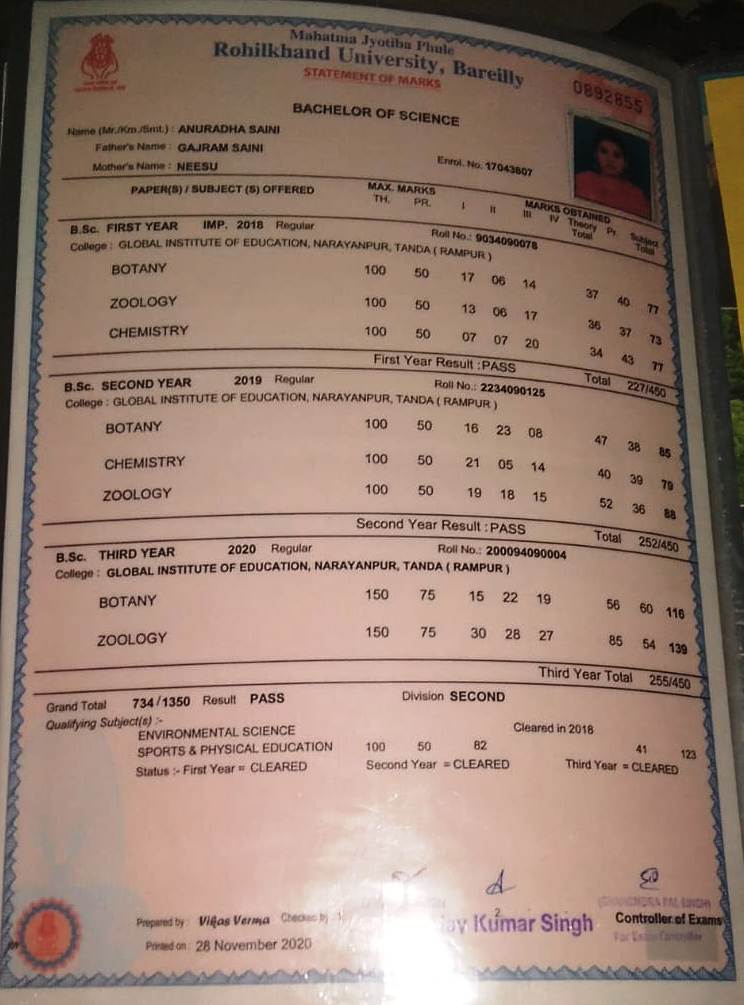 Mahatma Jyotiba Phule
Rohilkhand University, Bareilly
STATEMENT OF MARKS
0892855
BACHELOR OF SCIENCE
Name (Mr./Km./Smt.) : ANURADHA SAINI
Father's Name : GAJRAM SAINI
Mother's Name : NEESU
Enrol. No. 17043807
PAPER(S) / SUBJECT (S) OFFERED MAX. MARKS MARKS OBTAINED
TH. PR. I II III IV Theory Total Pr. Subject Total
B.Sc. FIRST YEAR IMP. 2018 Regular Roll No.: 9034090078
College : GLOBAL INSTITUTE OF EDUCATION, NARAYANPUR, TANDA ( RAMPUR )
BOTANY 100 50 17 06 14 37 40 77
ZOOLOGY 100 50 13 06 17 36 37 73
CHEMISTRY 100 50 07 07 20 34 43 77
First Year Result :PASS Total 227/450
B.Sc. SECOND YEAR 2019 Regular Roll No.: 2234090125
College : GLOBAL INSTITUTE OF EDUCATION, NARAYANPUR, TANDA ( RAMPUR )
BOTANY 100 50 16 23 08 47 38 85
CHEMISTRY 100 50 21 05 14 40 39 79
ZOOLOGY 100 50 19 18 15 52 36 88
Second Year Result :PASS Total 252/450
B.Sc. THIRD YEAR 2020 Regular Roll No.: 200094090004
College : GLOBAL INSTITUTE OF EDUCATION, NARAYANPUR, TANDA ( RAMPUR )
BOTANY 150 75 15 22 19 56 60 116
ZOOLOGY 150 75 30 28 27 85 54 139
Third Year Total 255/450
Grand Total 734/1350 Result PASS Division SECOND
Qualifying Subject(s) :-
ENVIRONMENTAL SCIENCE Cleared in 2018
SPORTS & PHYSICAL EDUCATION 100 50 82 41 123
Status :- First Year = CLEARED Second Year = CLEARED Third Year = CLEARED
Prepared by : Vikas Verma Checked by :
Kumar Singh
Controller of Exams
Printed on : 28 November 2020